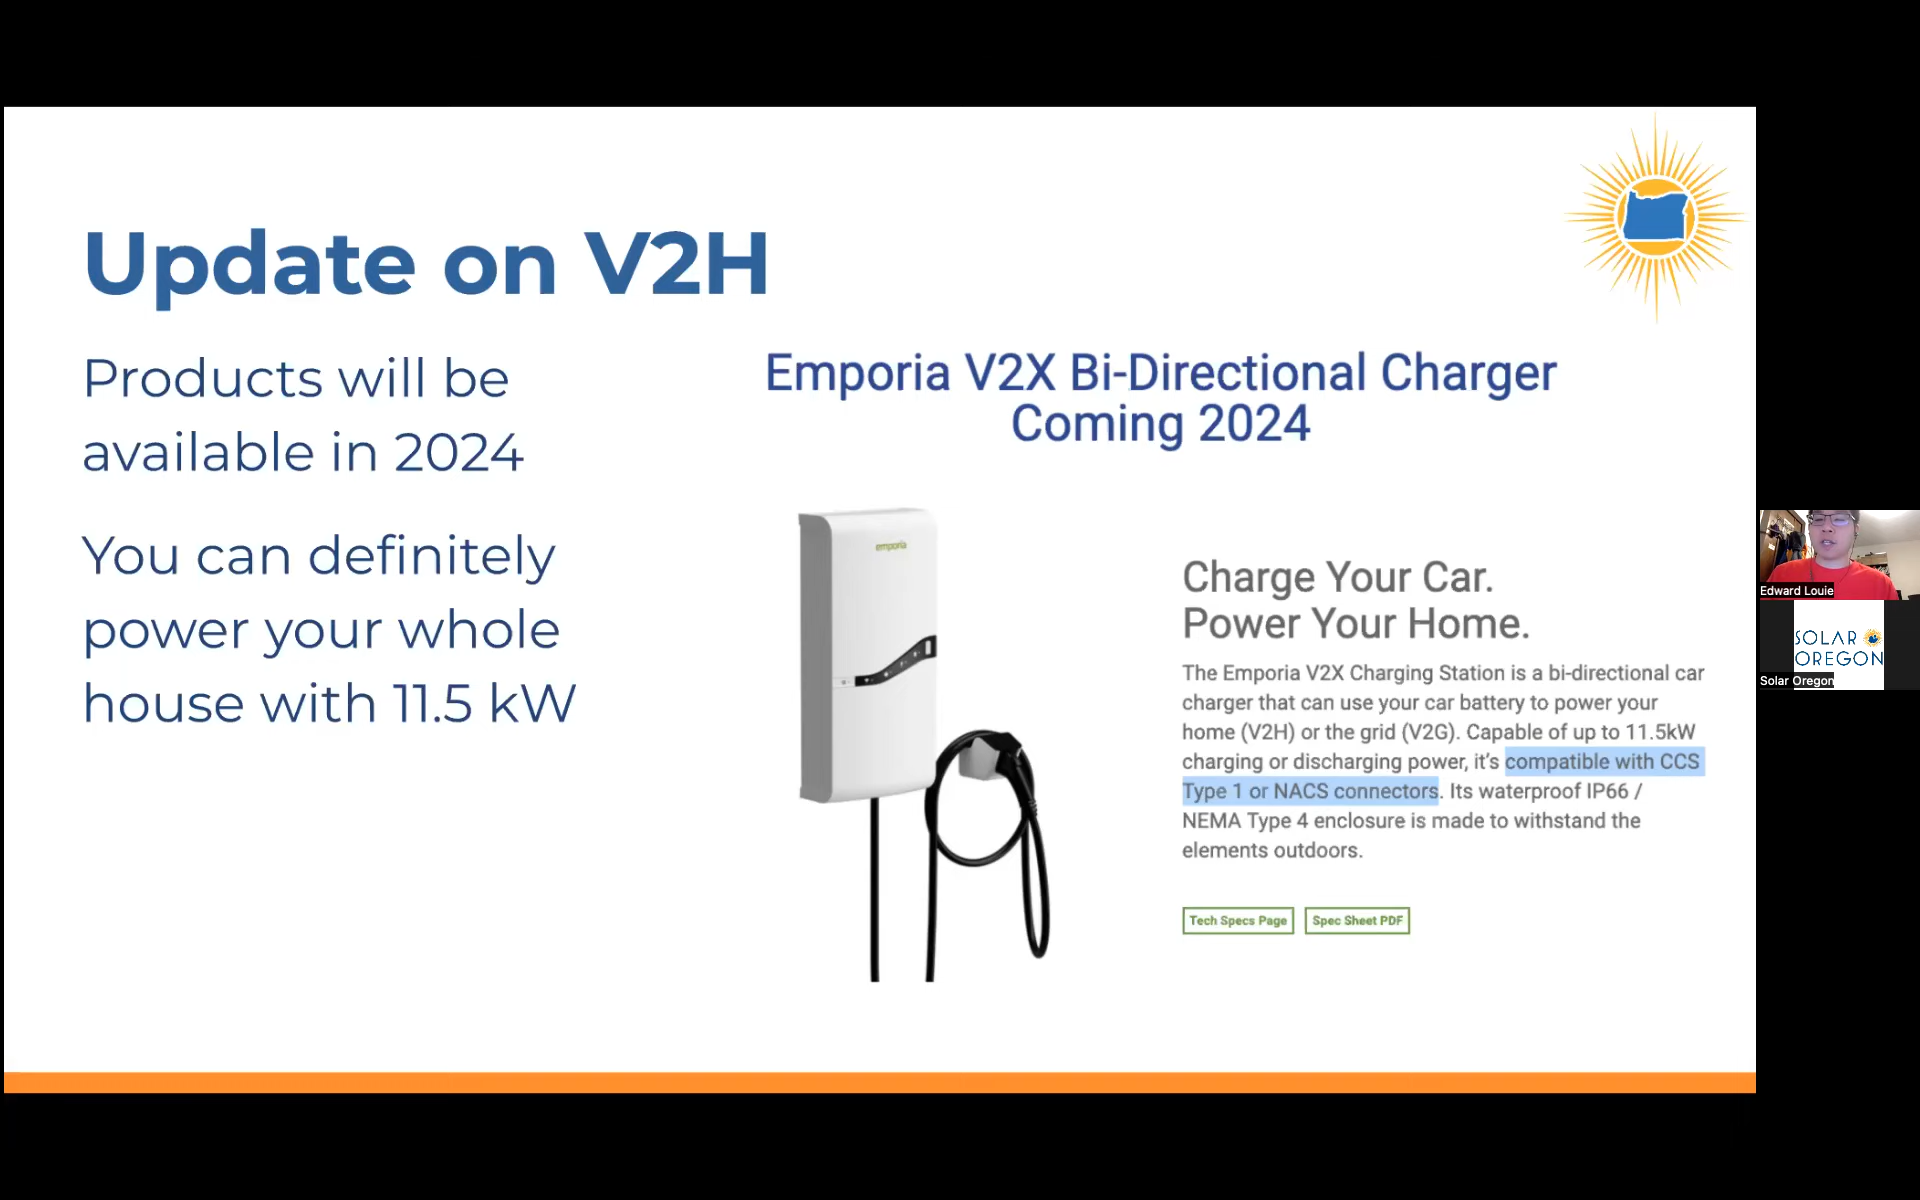 Update on V2H
Products will be
available in 2024
You can definitely
power your whole
house with 11.5 kW
Emporia V2X Bi-Directional Charger
Coming 2024
emporia
Charge Your Car.
Power Your Home.
The Emporia V2X Charging Station is a bi-directional car
charger that can use your car battery to power your
home (V2H) or the grid (V2G). Capable of up to 11.5kW
charging or discharging power, it's compatible with CCS
Type 1 or NACS connectors. Its waterproof IP66 /
NEMA Type 4 enclosure is made to withstand the
elements outdoors.
Tech Specs Page
Spec Sheet PDF
Edward Louie
SOLAR
OREGON
Solar Oregon